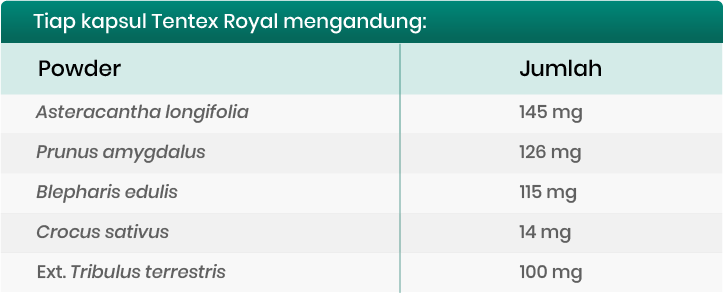 Tiap kapsul Tentex Royal mengandung:
Powder Jumlah
Asteracantha longifolia 145 mg
Prunus amygdalus 126 mg
Blepharis edulis 115 mg
Crocus sativus 14 mg
Ext. Tribulus terrestris 100 mg